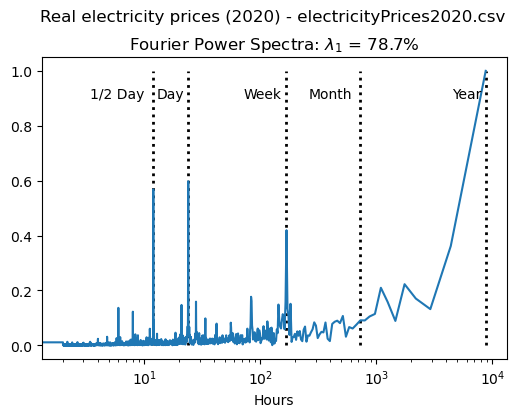 Real electricity prices (2020) - electricityPrices2020.csv
Fourier Power Spectra: λ₁ = 78.7%
1.0
1/2 Day Day Week Month Year
0.8
0.6
0.4
0.2
0.0
10¹ 10² 10³ 10⁴
Hours